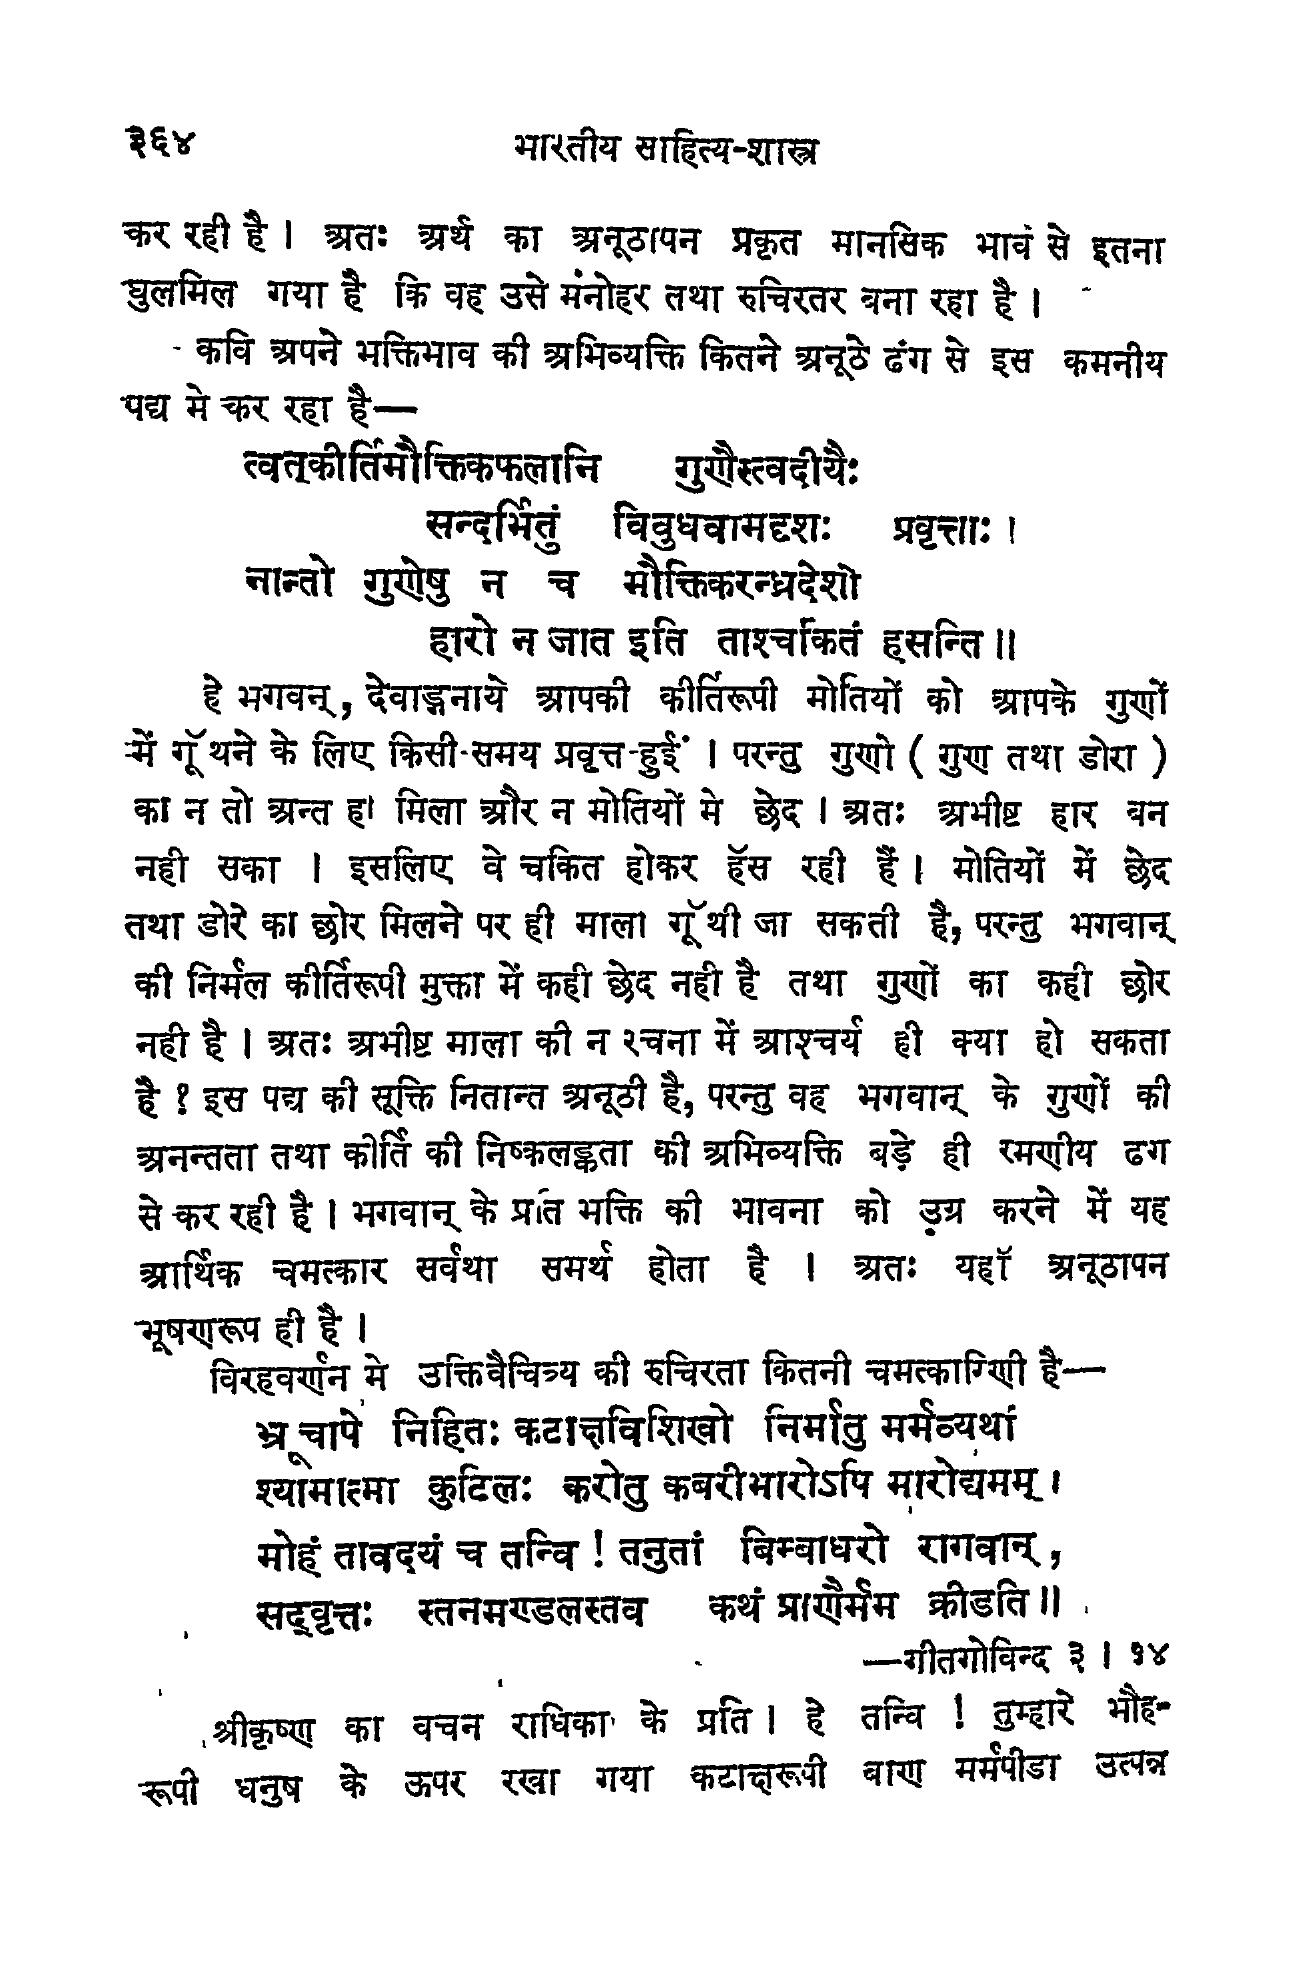 ३६४ भारतीय साहित्य-शास्त्र
कर रही है । अतः अर्थ का अनूठापन प्रकृत मानसिक भाव से इतना
घुलमिल गया है कि वह उसे मंनोहर तथा रुचिरतर बना रहा है ।
कवि अपने भक्तिभाव की अभिव्यक्ति कितने अनूठे ढंग से इस कमनीय
पद्य मे कर रहा है—
त्वत्कीर्तिमौक्तिकफलानि गुणैस्त्वदीयैः
सन्दर्भितुं विवुधवामदृशः प्रवृत्ताः ।
नान्तो गुणेषु न च मौक्तिकरन्ध्रदेशो
हारो न जात इति ताश्चकितं हसन्ति ॥
हे भगवन्, देवाङ्गनाये आपकी कीर्तिरूपी मोतियों को आपके गुणों
में गूँथने के लिए किसी समय प्रवृत्त हुईं । परन्तु गुणो ( गुण तथा डोरा )
का न तो अन्त हा मिला और न मोतियों मे छेद । अतः अभीष्ट हार बन
नही सका । इसलिए वे चकित होकर हॅस रही हैं । मोतियों में छेद
तथा डोरे का छोर मिलने पर ही माला गूॅथी जा सकती है, परन्तु भगवान्
की निर्मल कीर्तिरूपी मुक्ता में कही छेद नही है तथा गुणों का कही छोर
नही है । अतः अभीष्ट माला की न रचना में आश्चर्य ही क्या हो सकता
है ? इस पद्य की सूक्ति नितान्त अनूठी है, परन्तु वह भगवान् के गुणों की
अनन्तता तथा कीर्ति की निष्कलङ्कता की अभिव्यक्ति बड़े ही रमणीय ढग
से कर रही है । भगवान् के प्रति भक्ति की भावना को उग्र करने में यह
आर्थिक चमत्कार सर्वथा समर्थ होता है । अतः यहॉ अनूठापन
भूषणरूप ही है ।
विरहवर्णन मे उक्तिवैचित्र्य की रुचिरता कितनी चमत्कारिणी है—
भ्रूचापे निहितः कटाक्षविशिखो निर्मातु मर्मव्यथां
श्यामात्मा कुटिलः करोतु कबरीभारोऽपि मारोद्यमम् ।
मोहं तावदयं च तन्वि ! तनुतां बिम्बाधरो रागवान्,
सद्वृत्तः स्तनमण्डलस्तव कथं प्राणैर्मम क्रीडति ॥
—गीतगोविन्द ३ । १४
श्रीकृष्ण का वचन राधिका के प्रति । हे तन्वि ! तुम्हारे भौह-
रूपी धनुष के ऊपर रखा गया कटाक्षरूपी बाण मर्मपीडा उत्पन्न